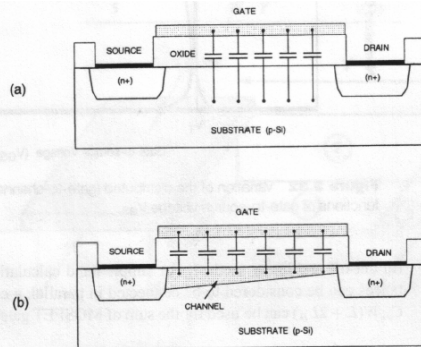 GATE
SOURCE
OXIDE
DRAIN
(a)
(n+)
(n+)
SUBSTRATE (p-Si)
GATE
SOURCE
DRAIN
(b)
(n+)
(n+)
CHANNEL
SUBSTRATE (p-Si)